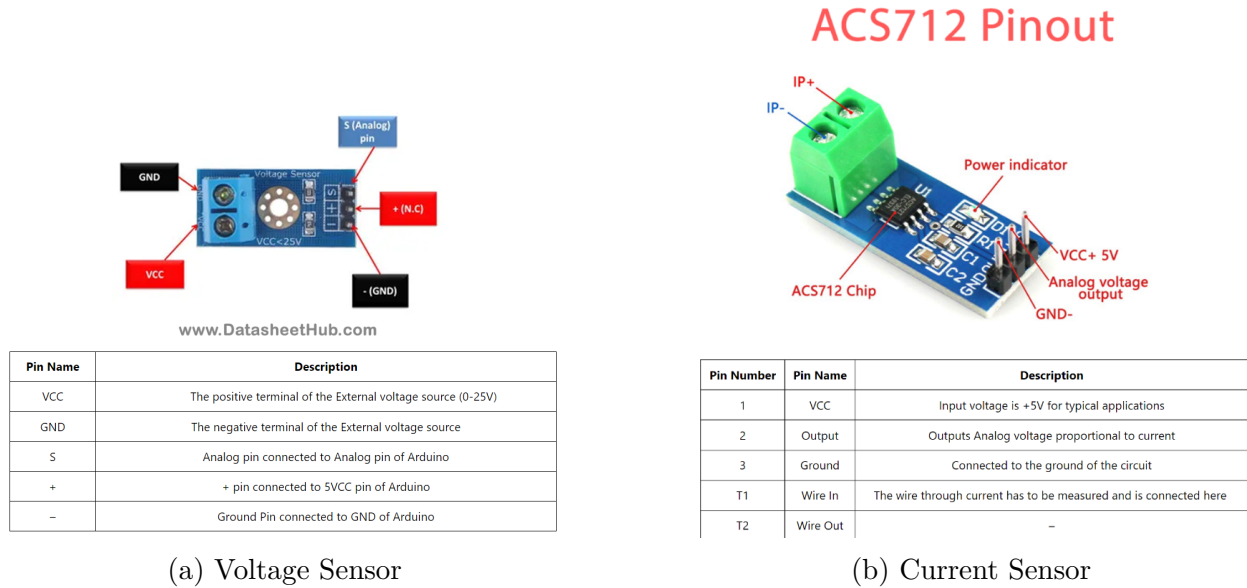 ACS712 Pinout
S (Analog)
pin
GND
Voltage Sensor
S
+ (N.C)
+
VCC<25V
VCC
- (GND)
www.DatasheetHub.com
Pin Name Description
VCC The positive terminal of the External voltage source (0-25V)
GND The negative terminal of the External voltage source
S Analog pin connected to Analog pin of Arduino
+ + pin connected to 5VCC pin of Arduino
– Ground Pin connected to GND of Arduino
(a) Voltage Sensor
IP+
IP-
Power indicator
U1
R1
C1
C2
GND
VCC+ 5V
Analog voltage
output
GND-
ACS712 Chip
Pin Number Pin Name Description
1 VCC Input voltage is +5V for typical applications
2 Output Outputs Analog voltage proportional to current
3 Ground Connected to the ground of the circuit
T1 Wire In The wire through current has to be measured and is connected here
T2 Wire Out –
(b) Current Sensor